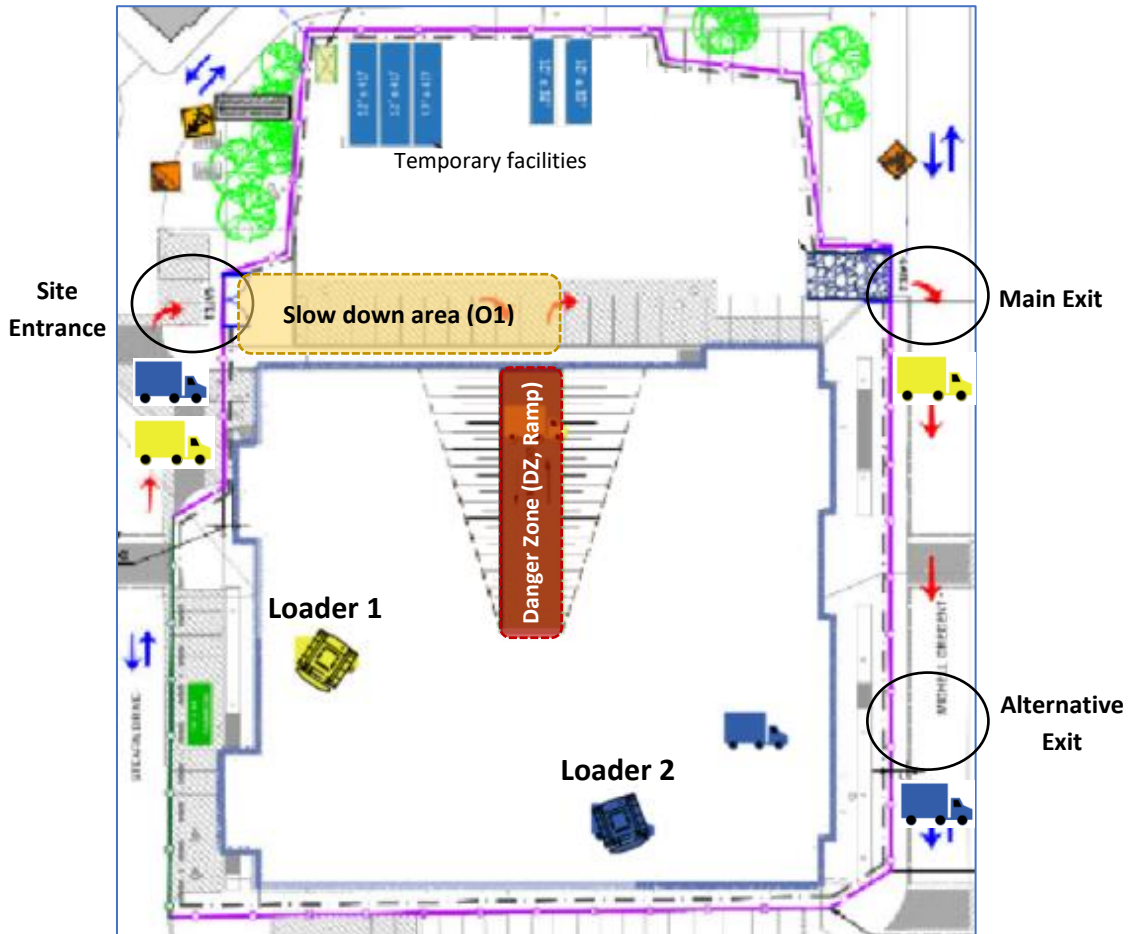 Temporary facilities
Site
Entrance
Slow down area (O1)
Main Exit
Danger Zone (DZ, Ramp)
Loader 1
Loader 2
Alternative
Exit